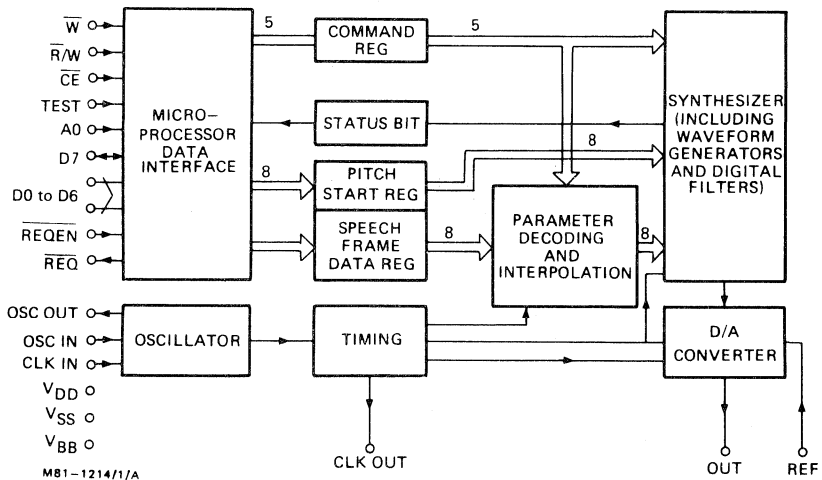 W̅
R̅/W
C̅E̅
TEST
A0
D7
D0 to D6
R̅E̅Q̅E̅N̅
R̅E̅Q̅
OSC OUT
OSC IN
CLK IN
VDD
VSS
VBB
M81-1214/1/A
MICRO-
PROCESSOR
DATA
INTERFACE
5
COMMAND
REG
5
STATUS BIT
8
PITCH
START REG
8
SPEECH
FRAME
DATA REG
8
PARAMETER
DECODING
AND
INTERPOLATION
8
SYNTHESIZER
(INCLUDING
WAVEFORM
GENERATORS
AND DIGITAL
FILTERS)
OSCILLATOR
TIMING
D/A
CONVERTER
CLK OUT
OUT
REF